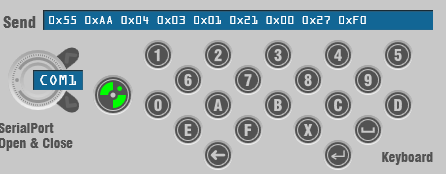 Send 0x55 0xAA 0x04 0x03 0x01 0x21 0x00 0x27 0xF0
COM1
SerialPort
Open & Close
1 2 3 4 5
6 7 8 9
0 A B C D
E F X
Keyboard